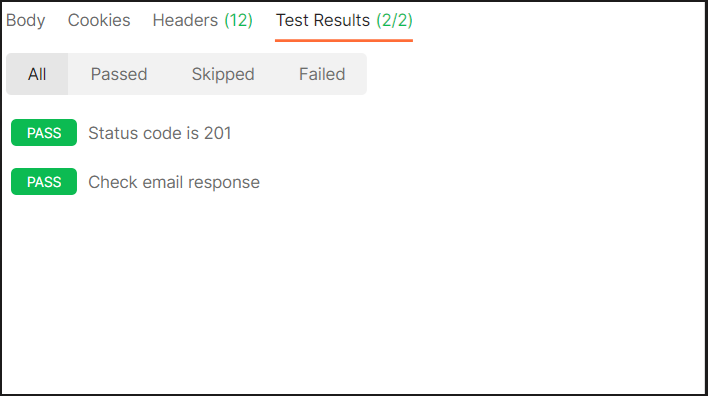 Body Cookies Headers (12) Test Results (2/2)
All Passed Skipped Failed
PASS Status code is 201
PASS Check email response